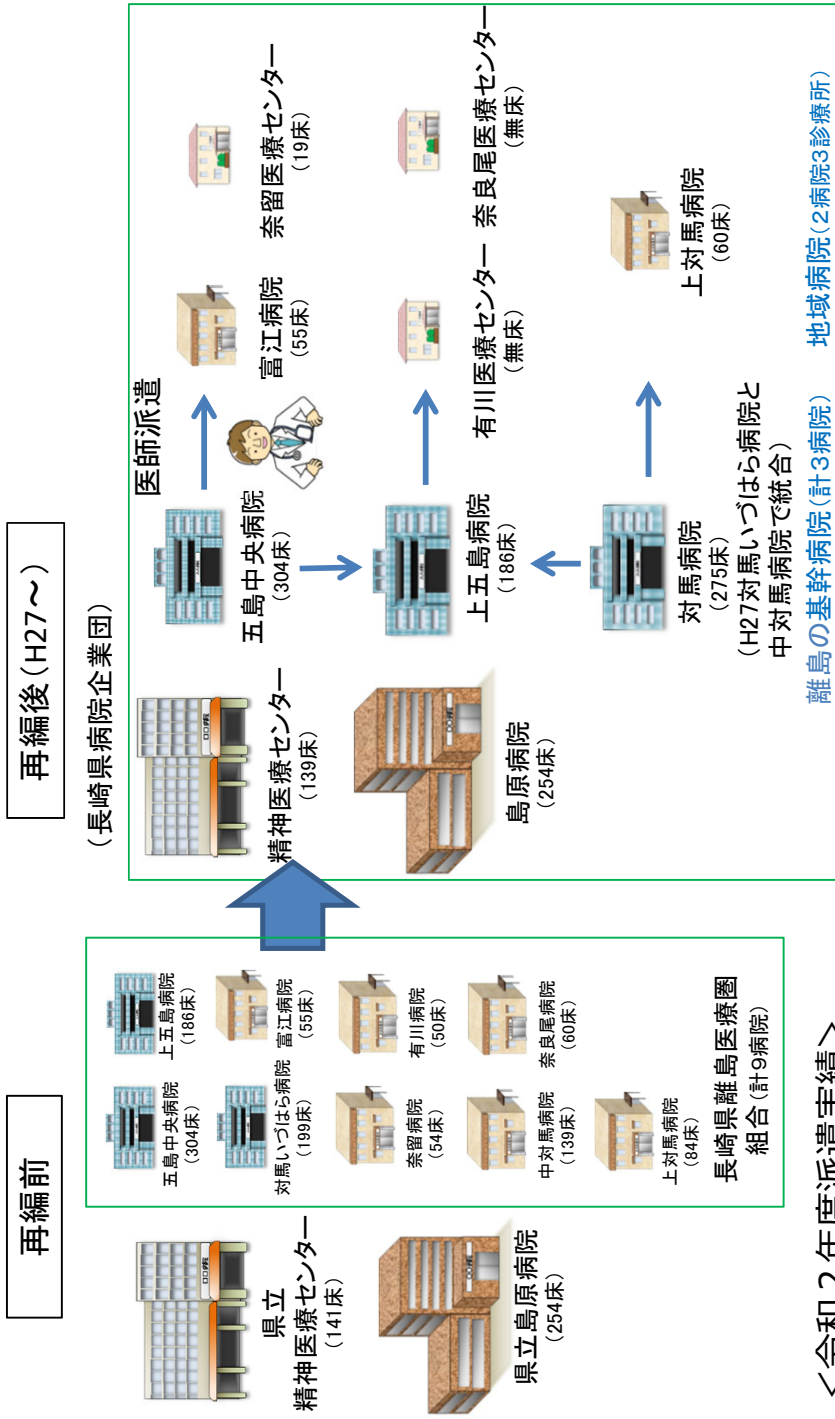 再編前
県立
精神医療センター
(141床)
県立島原病院
(254床)
五島中央病院
(304床)
上五島病院
(186床)
対馬いづはら病院
(199床)
富江病院
(55床)
奈留病院
(54床)
有川病院
(50床)
中対馬病院
(139床)
奈良尾病院
(60床)
上対馬病院
(84床)
長崎県離島医療圏
組合(計9病院)
再編後(H27～)
(長崎県病院企業団)
精神医療センター
(139床)
島原病院
(254床)
医師派遣
五島中央病院
(304床)
富江病院
(55床)
奈留医療センター
(19床)
上五島病院
(186床)
有川医療センター
(無床)
奈良尾医療センター
(無床)
対馬病院
(275床)
(H27対馬いづはら病院と
中対馬病院で統合)
上対馬病院
(60床)
離島の基幹病院(計3病院)
地域病院(2病院3診療所)
＜令和２年度派遣実績＞